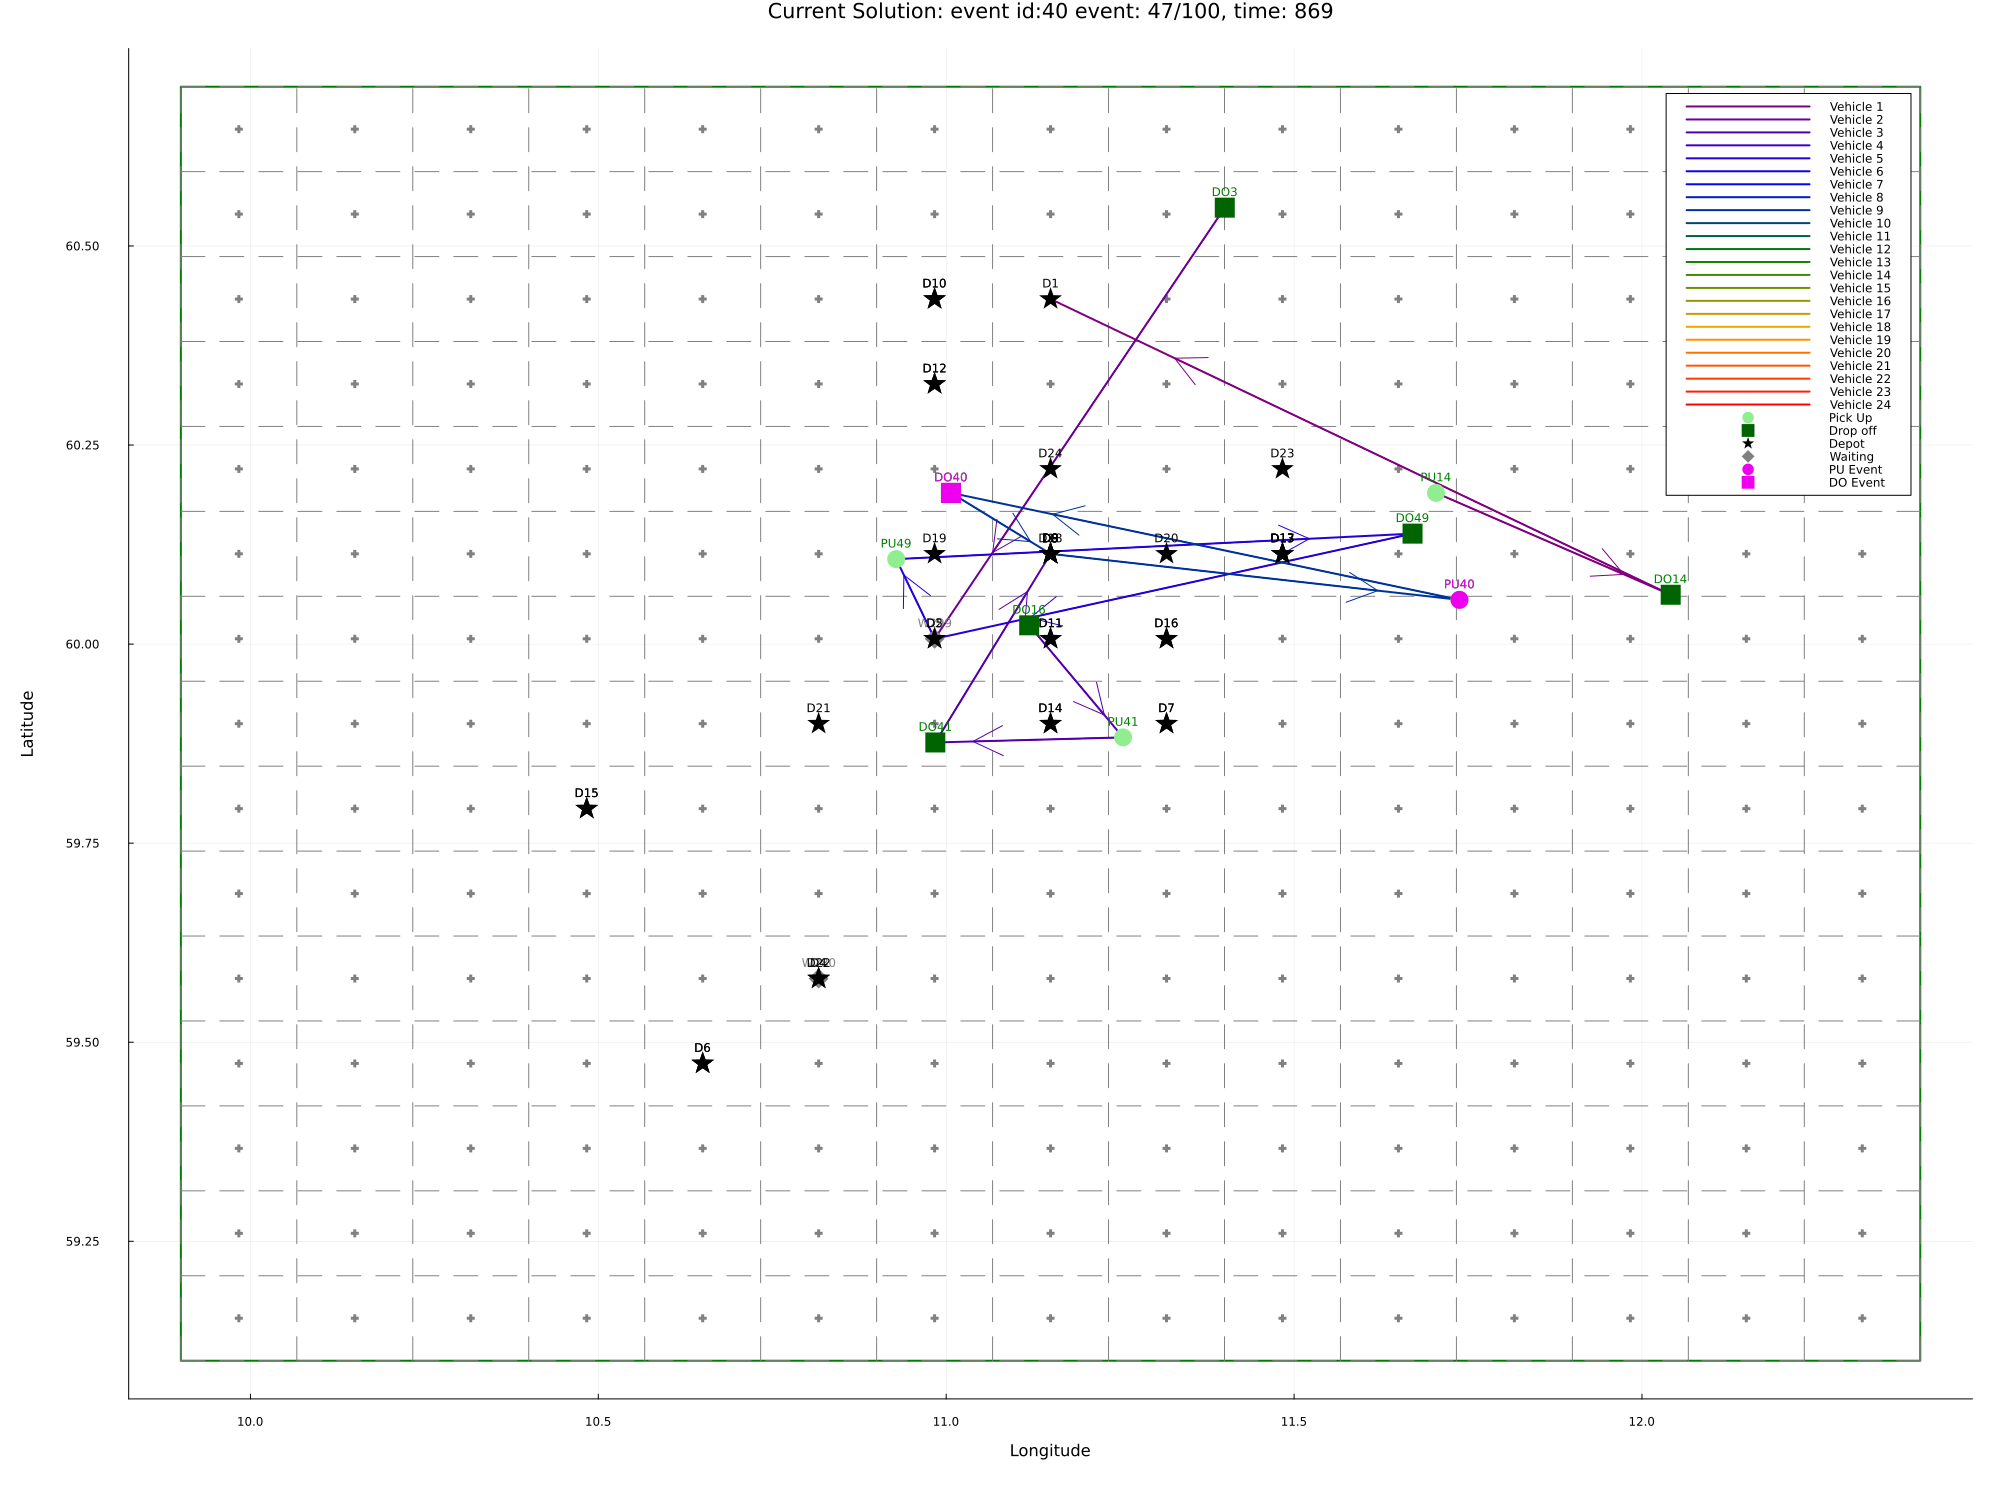 Current Solution: event id:40 event: 47/100, time: 869
Vehicle 1
Vehicle 2
Vehicle 3
Vehicle 4
Vehicle 5
Vehicle 6
Vehicle 7
Vehicle 8
Vehicle 9
Vehicle 10
Vehicle 11
Vehicle 12
Vehicle 13
Vehicle 14
Vehicle 15
Vehicle 16
Vehicle 17
Vehicle 18
Vehicle 19
Vehicle 20
Vehicle 21
Vehicle 22
Vehicle 23
Vehicle 24
Pick Up
Drop off
Depot
Waiting
PU Event
DO Event
DO3
60.50
D10
D1
D12
60.25
D24
D23
DO40
PU14
DO49
PU49
D19
D20
DO14
PU40
DO16
D11
D16
60.00
D21
D14
D7
PU41
DO41
Latitude
D15
59.75
D6
59.50
59.25
10.0
10.5
11.0
11.5
12.0
Longitude